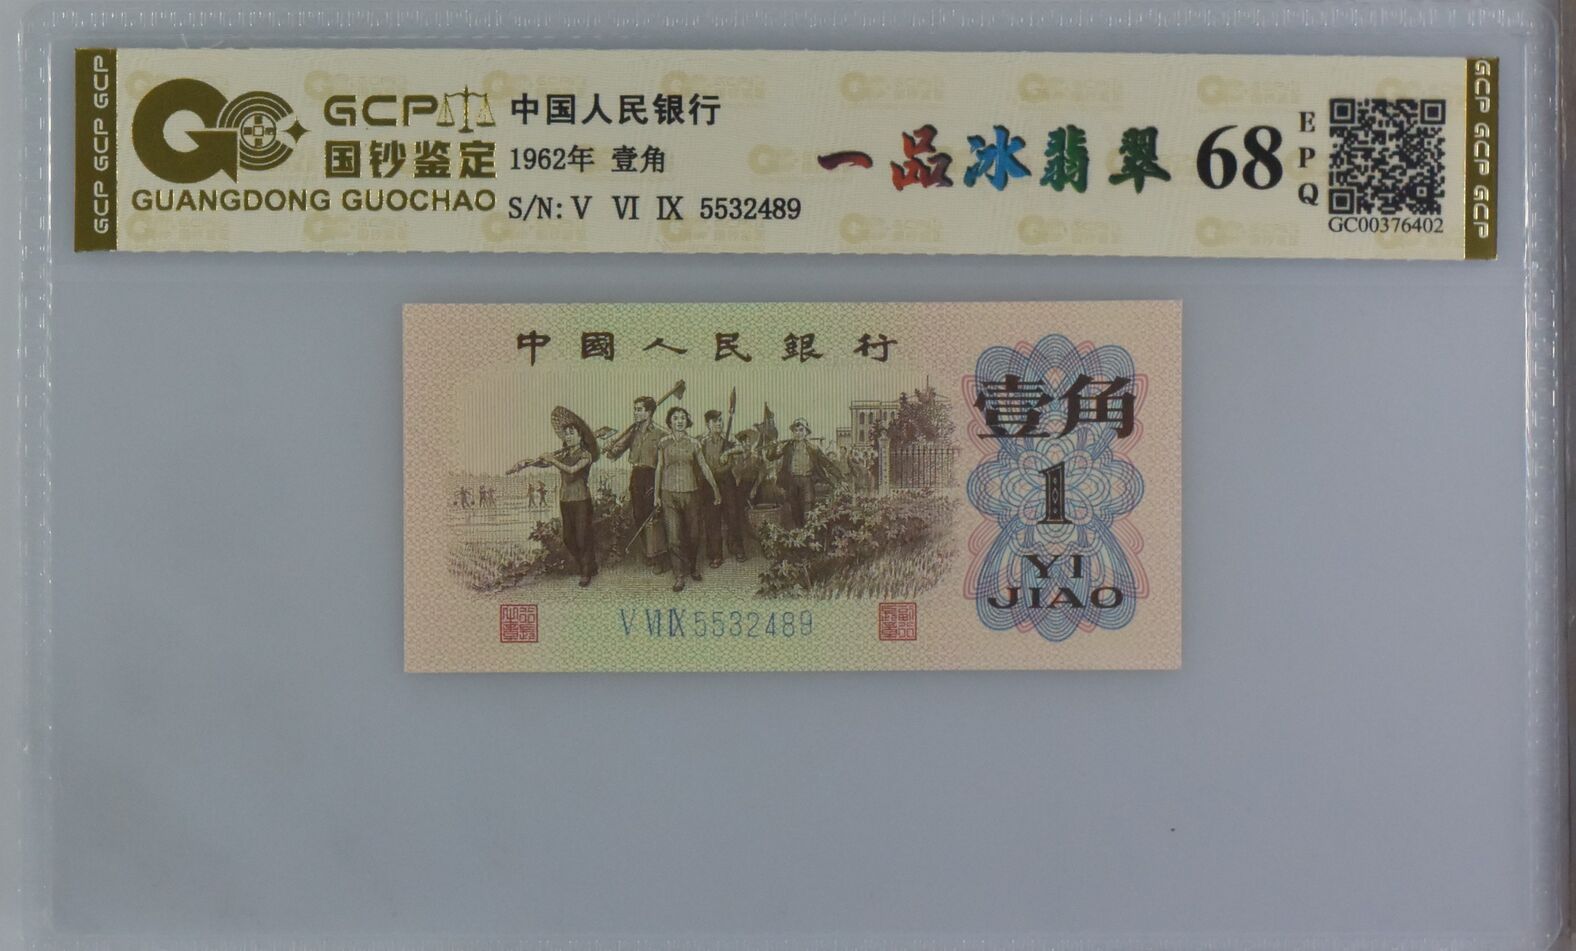 GCP GCP GCP
GCP
国钞鉴定
GUANGDONG GUOCHAO
中国人民银行
1962年 壹角
S/N: V VI IX 5532489
一品冰翡翠
68
EPQ
GC00376402
GCP GCP GCP
中國人民銀行
壹角
1
YI
JIAO
V VI IX 5532489